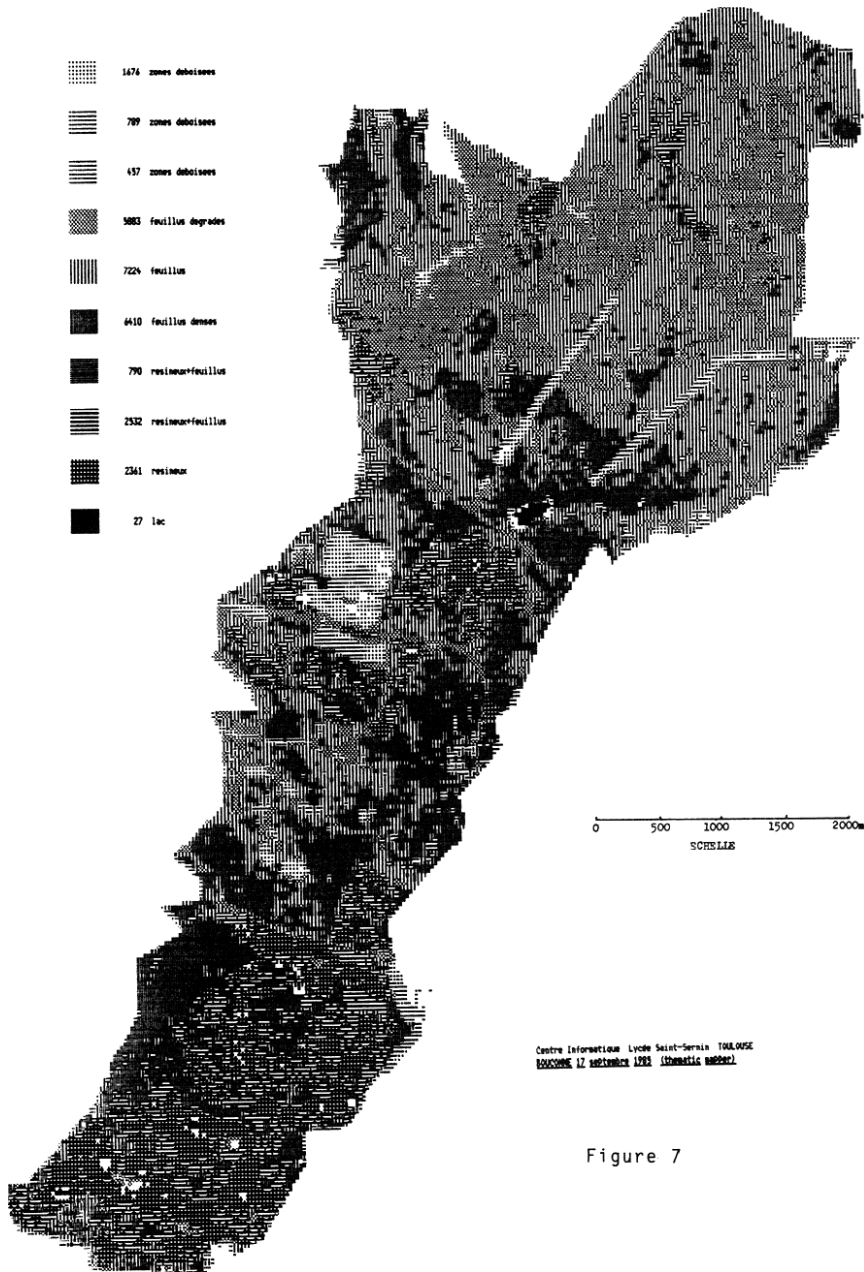 1676 zones deboisees
789 zones deboisees
457 zones deboisees
5083 feuillus degrades
7224 feuillus
6410 feuillus denses
790 resineux+feuillus
2532 resineux+feuillus
2361 resineux
27 lac
0 500 1000 1500 2000m
SCHELLE
Centre Informatique Lycée Saint-Sernin TOULOUSE
BOUCONNE 17 septembre 1985 (thematic mapper)
Figure 7